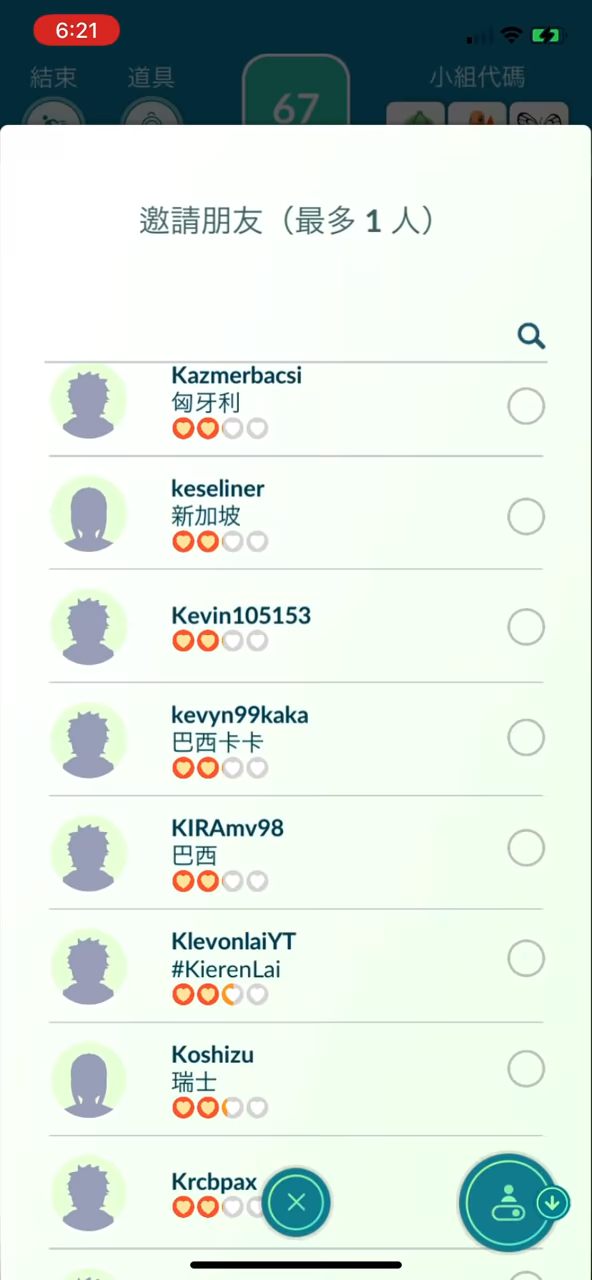 6:21
結束 道具 小組代碼
67
邀請朋友（最多 1 人）
Kazmerbacsi
匈牙利
keseliner
新加坡
Kevin105153
kevyn99kaka
巴西卡卡
KIRAmv98
巴西
KlevonlaiYT
#KierenLai
Koshizu
瑞士
Krcbpax